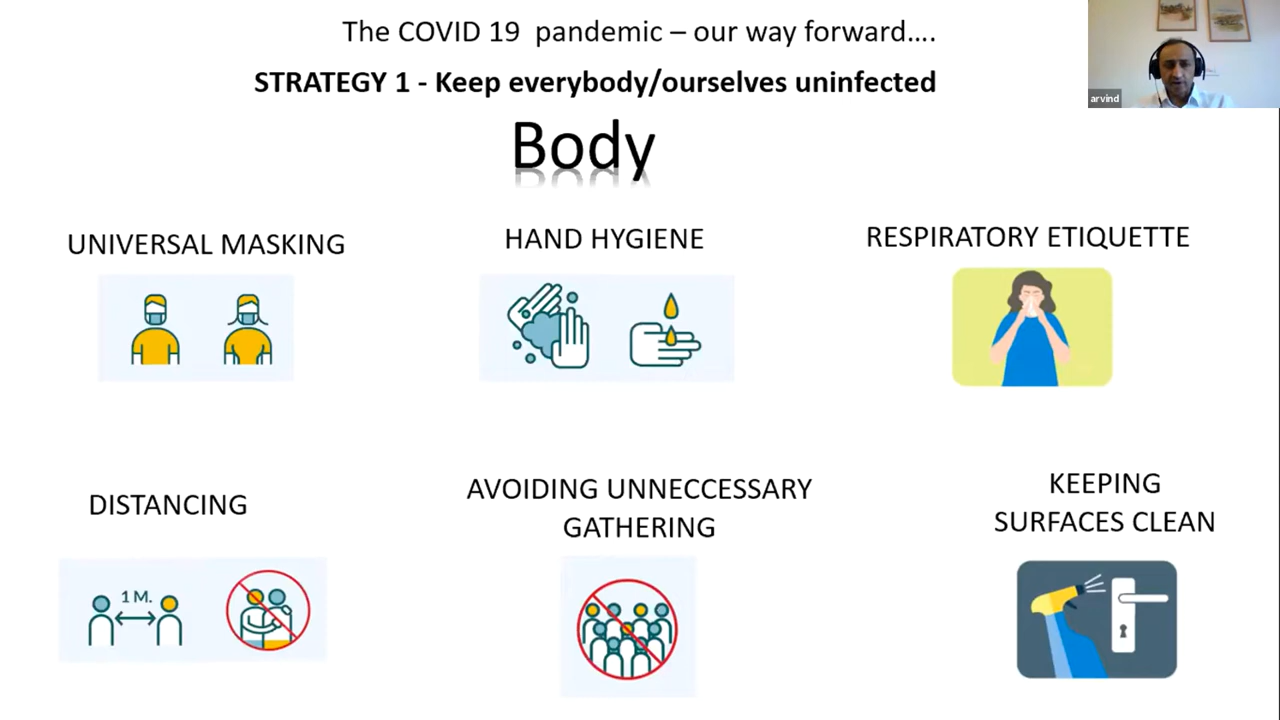 The COVID 19 pandemic – our way forward....
STRATEGY 1 - Keep everybody/ourselves uninfected
arvind
Body
UNIVERSAL MASKING
HAND HYGIENE
RESPIRATORY ETIQUETTE
DISTANCING
1 M.
AVOIDING UNNECCESSARY
GATHERING
KEEPING
SURFACES CLEAN